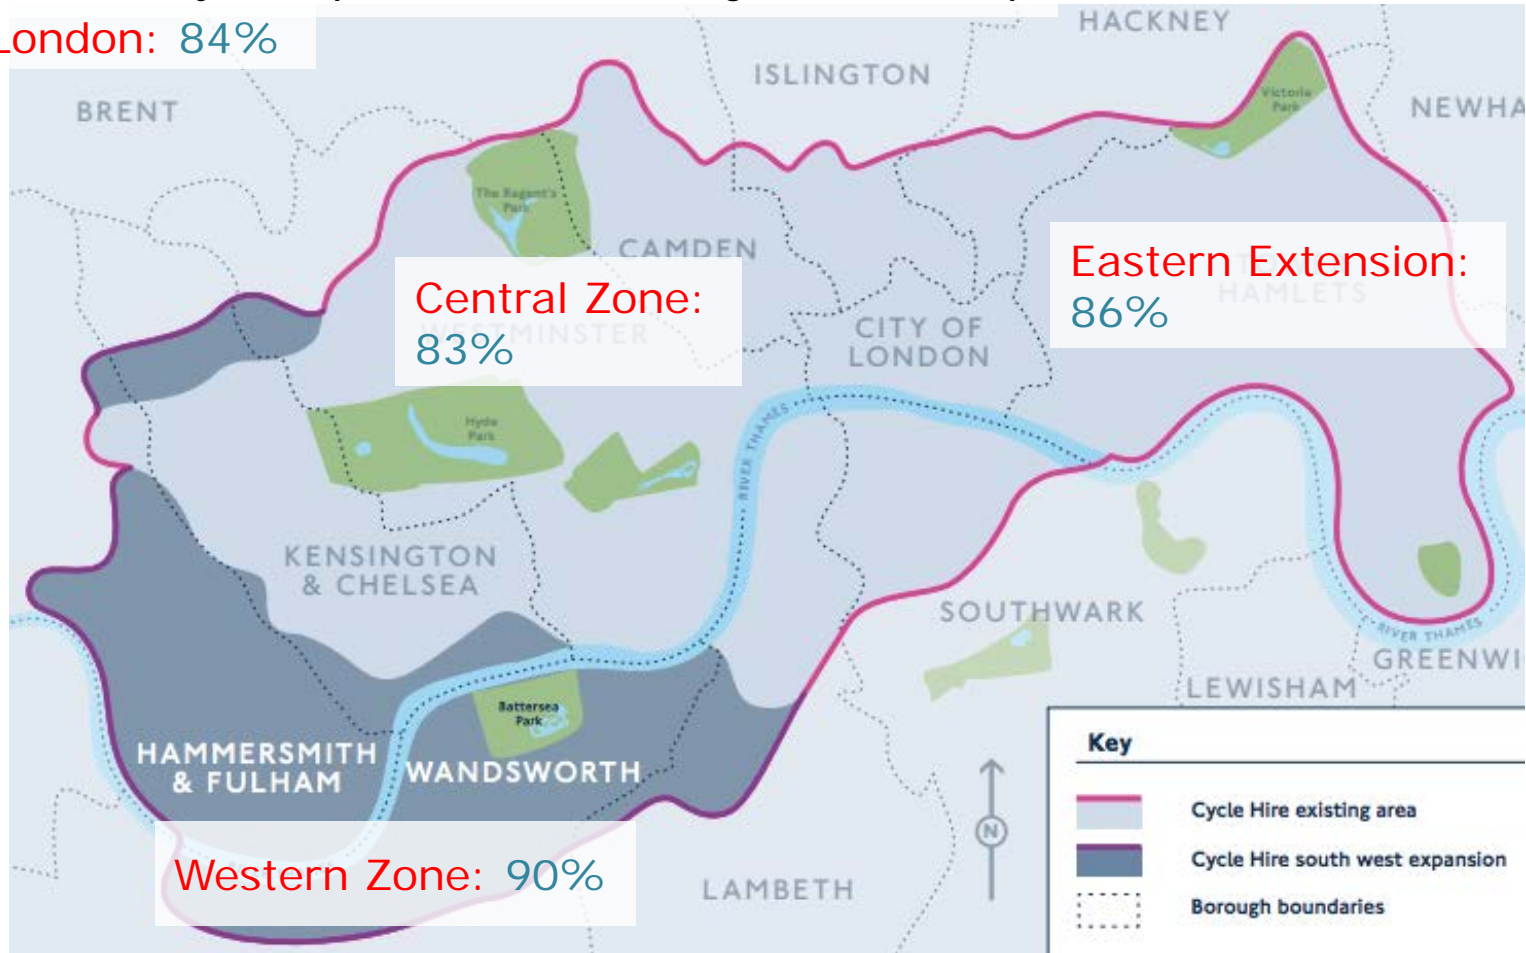 London: 84%
HACKNEY
ISLINGTON
BRENT
Victoria
Park
NEWHA
The Regent's
Park
CAMDEN
Eastern Extension:
86%
HAMLETS
Central Zone:
83%
WESTMINSTER
CITY OF
LONDON
Hyde
Park
RIVER THAMES
KENSINGTON
& CHELSEA
SOUTHWARK
RIVER THAMES
GREENWI
LEWISHAM
Battersea
Park
HAMMERSMITH
& FULHAM
WANDSWORTH
Western Zone: 90%
LAMBETH
N
Key
Cycle Hire existing area
Cycle Hire south west expansion
Borough boundaries